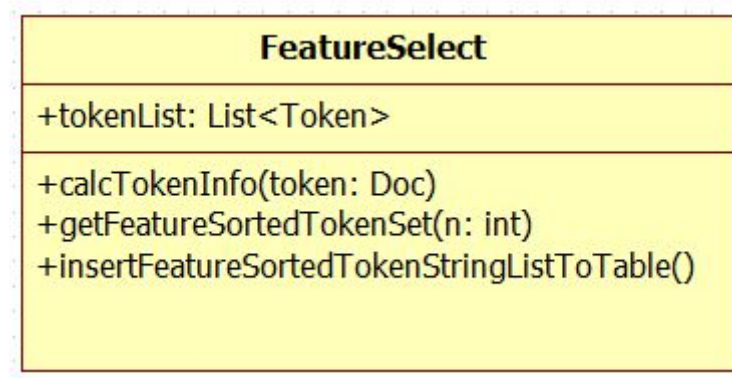 FeatureSelect
+tokenList: List<Token>
+calcTokenInfo(token: Doc)
+getFeatureSortedTokenSet(n: int)
+insertFeatureSortedTokenStringListToTable()